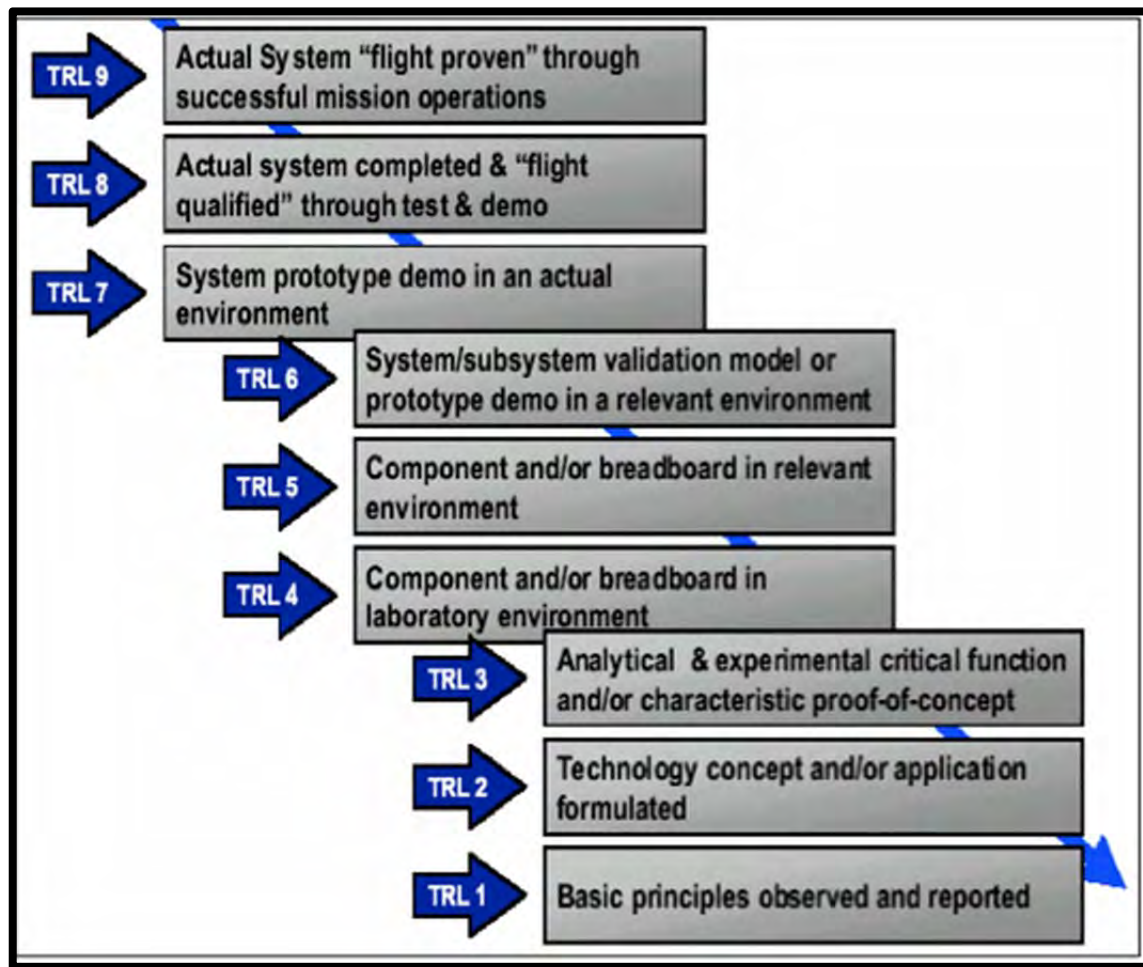 TRL 9
Actual System “flight proven” through
successful mission operations
TRL 8
Actual system completed & “flight
qualified” through test & demo
TRL 7
System prototype demo in an actual
environment
TRL 6
System/subsystem validation model or
prototype demo in a relevant environment
TRL 5
Component and/or breadboard in relevant
environment
TRL 4
Component and/or breadboard in
laboratory environment
TRL 3
Analytical & experimental critical function
and/or characteristic proof-of-concept
TRL 2
Technology concept and/or application
formulated
TRL 1
Basic principles observed and reported